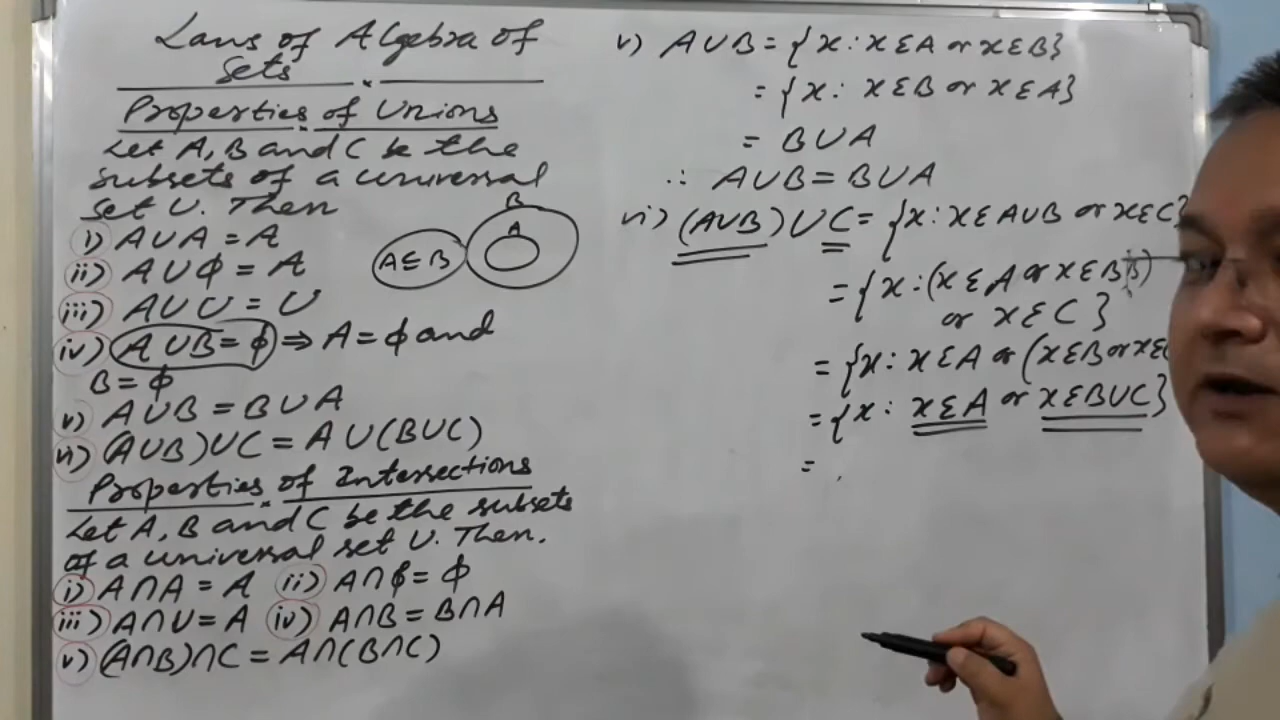 Laws of Algebra of
Sets
Properties of Unions
Let A, B and C be the
subsets of a universal
set U. Then
i) A∪A = A
ii) A∪ϕ = A
iii) A∪U = U
iv) A∪B = ϕ ⇒ A = ϕ and
B = ϕ
v) A∪B = B∪A
vi) (A∪B)∪C = A∪(B∪C)
B
A
A⊆B
Properties of Intersections
Let A, B and C be the subsets
of a universal set U. Then.
i) A∩A = A ii) A∩ϕ = ϕ
iii) A∩U = A iv) A∩B = B∩A
v) (A∩B)∩C = A∩(B∩C)
v) A∪B = {x : x∈A or x∈B}
= {x : x∈B or x∈A}
= B∪A
∴ A∪B = B∪A
vi) (A∪B)∪C = {x : x∈A∪B or x∈C}
= {x : (x∈A or x∈B)
or x∈C}
= {x : x∈A or (x∈B or x∈C
= {x : x∈A or x∈B∪C}
=